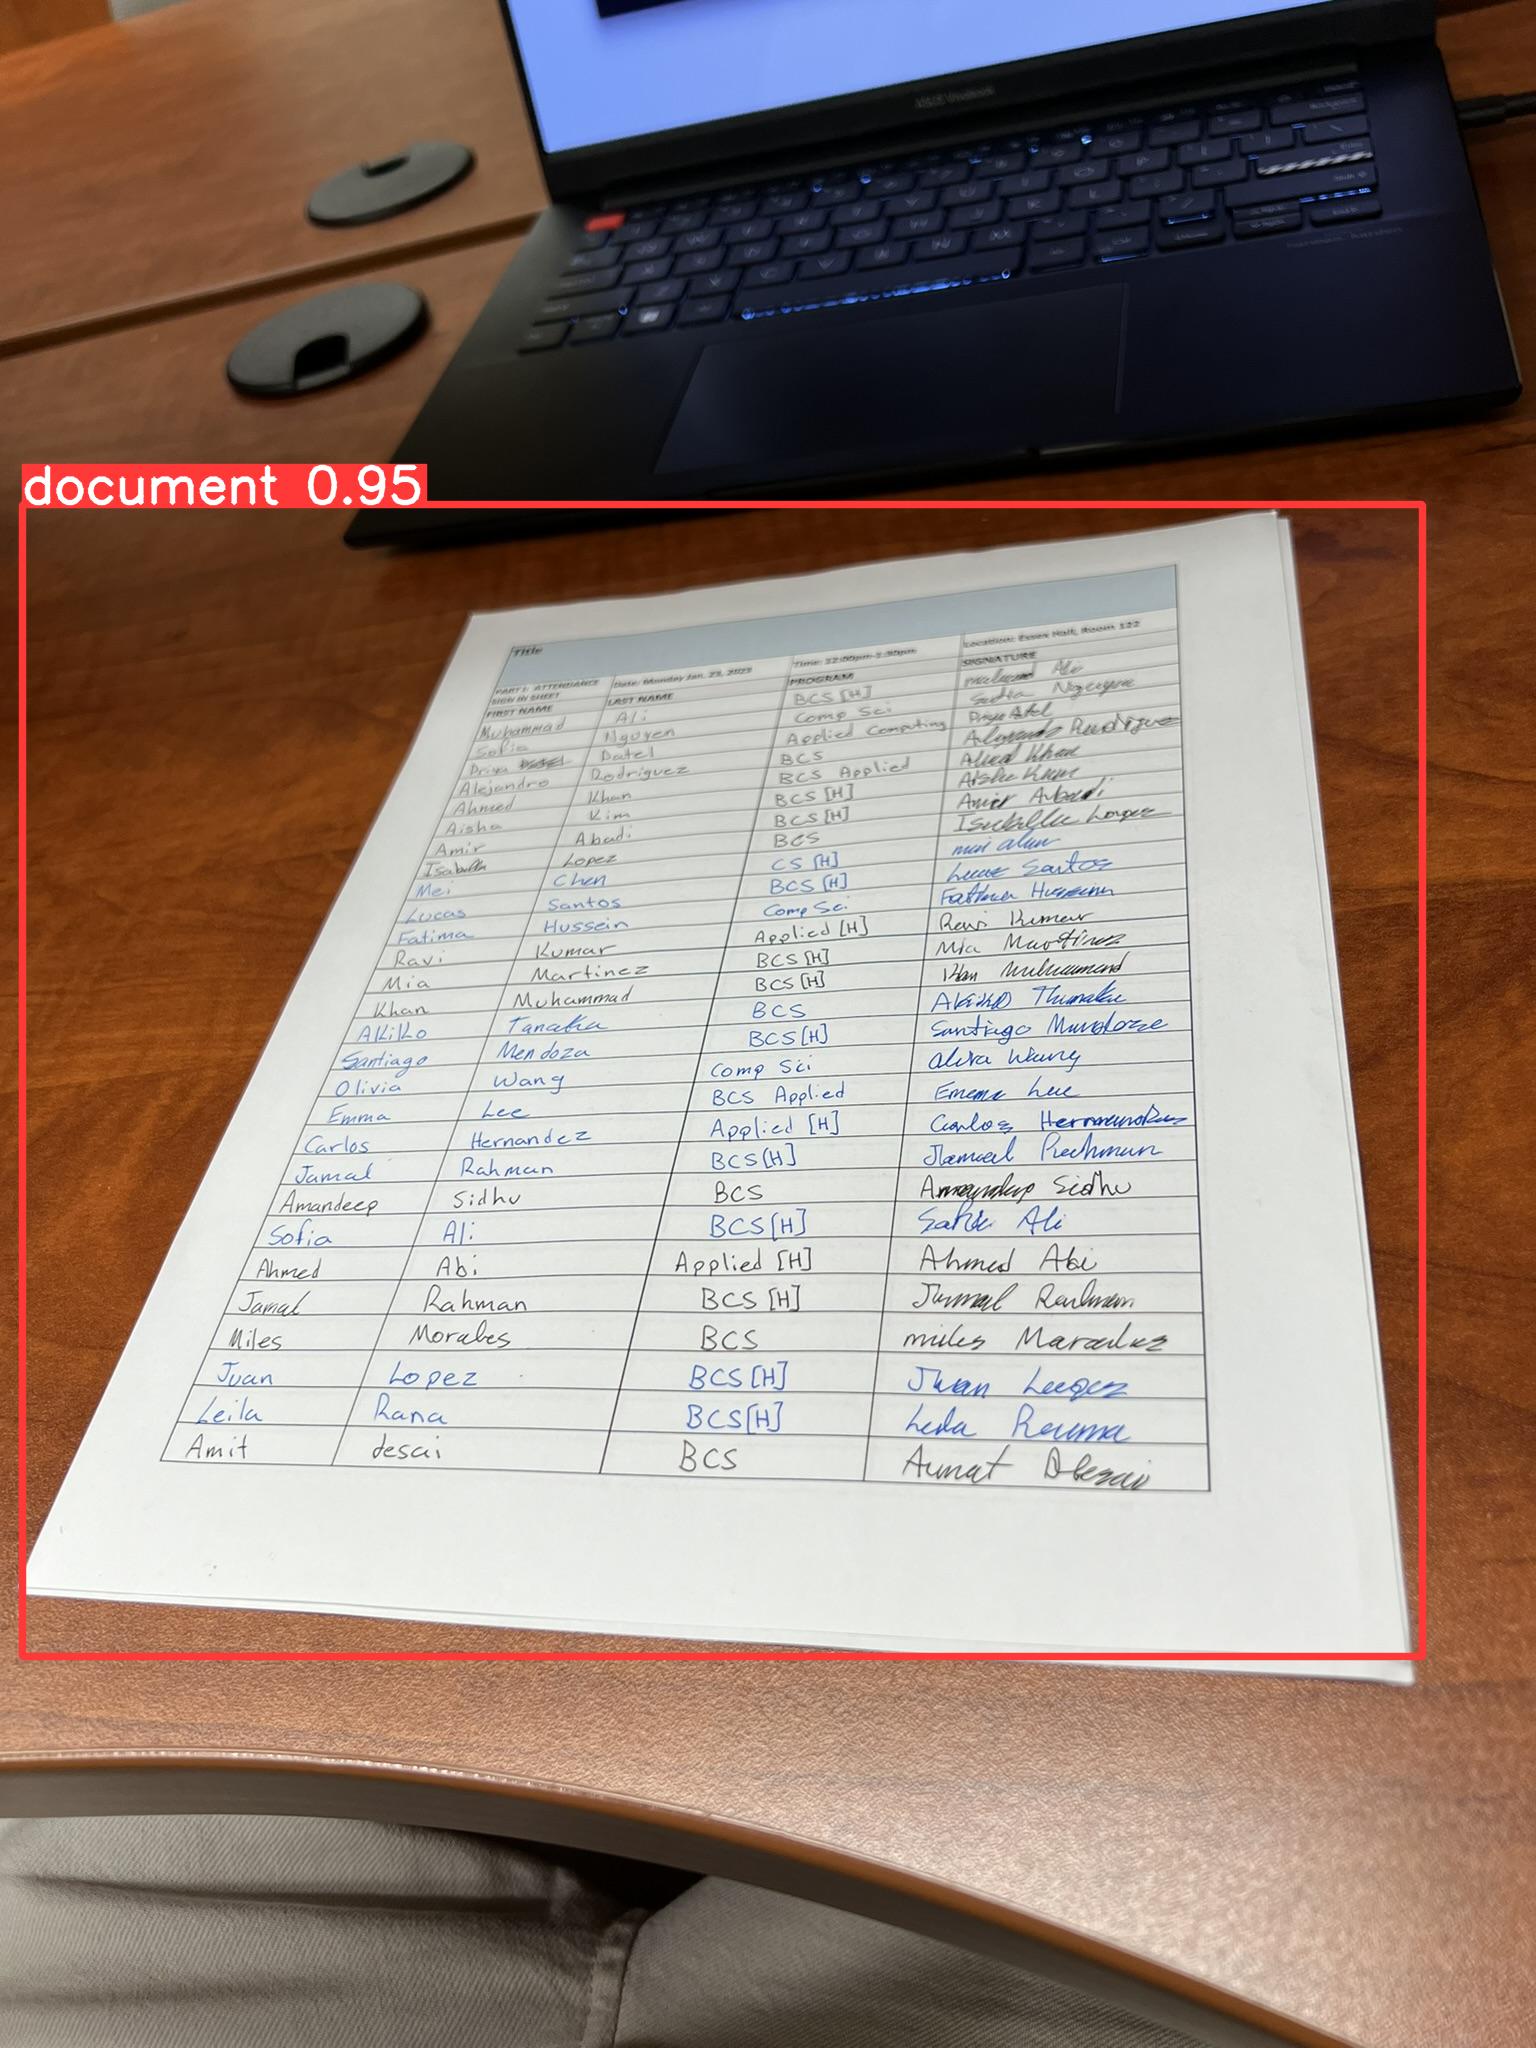 document 0.95
ASUS Vivobook
Title
PART I: ATTENDANCE SIGN IN SHEET Date: Monday Jan. 23, 2023 Time: 12:00pm-1:30pm Location: Essex Hall, Room 122
FIRST NAME LAST NAME PROGRAM SIGNATURE
Muhammad Ali BCS [H] Ali
Sofia Nguyen Comp Sci Sofia Nguyen
Priya Patel Applied Computing Priya Patel
Alejandro Rodriguez BCS Alejandro Rodriguez
Ahmed Khan BCS Applied Ahmed Khan
Aisha Kim BCS [H] Aisha Kim
Amir Abadi BCS [H] Amir Abadi
Isabella Lopez BCS Isabella Lopez
Mei Chen CS [H]
Lucas Santos BCS [H] Lucas Santos
Fatima Hussein Comp Sci Fatima Hussein
Ravi Kumar Applied [H] Ravi Kumar
Mia Martinez BCS [H] Mia Martinez
Khan Muhammad BCS [H] Khan Muhammad
Akiko Tanaka BCS Akiko
Santiago Mendoza BCS[H] Santiago Mendoza
Olivia Wang Comp Sci Wang
Emma Lee BCS Applied Emma Lee
Carlos Hernandez Applied [H] Carlos Hernandez
Jamal Rahman BCS[H] Jamal Rahman
Amandeep Sidhu BCS Amandeep Sidhu
Sofia Ali BCS[H] Sofia Ali
Ahmed Abi Applied [H] Ahmed Abi
Jamal Rahman BCS [H] Jamal Rahman
Miles Morales BCS miles Morales
Juan Lopez BCS[H] Juan Lopez
Leila Rana BCS[H] Leila
Amit desai BCS Desai